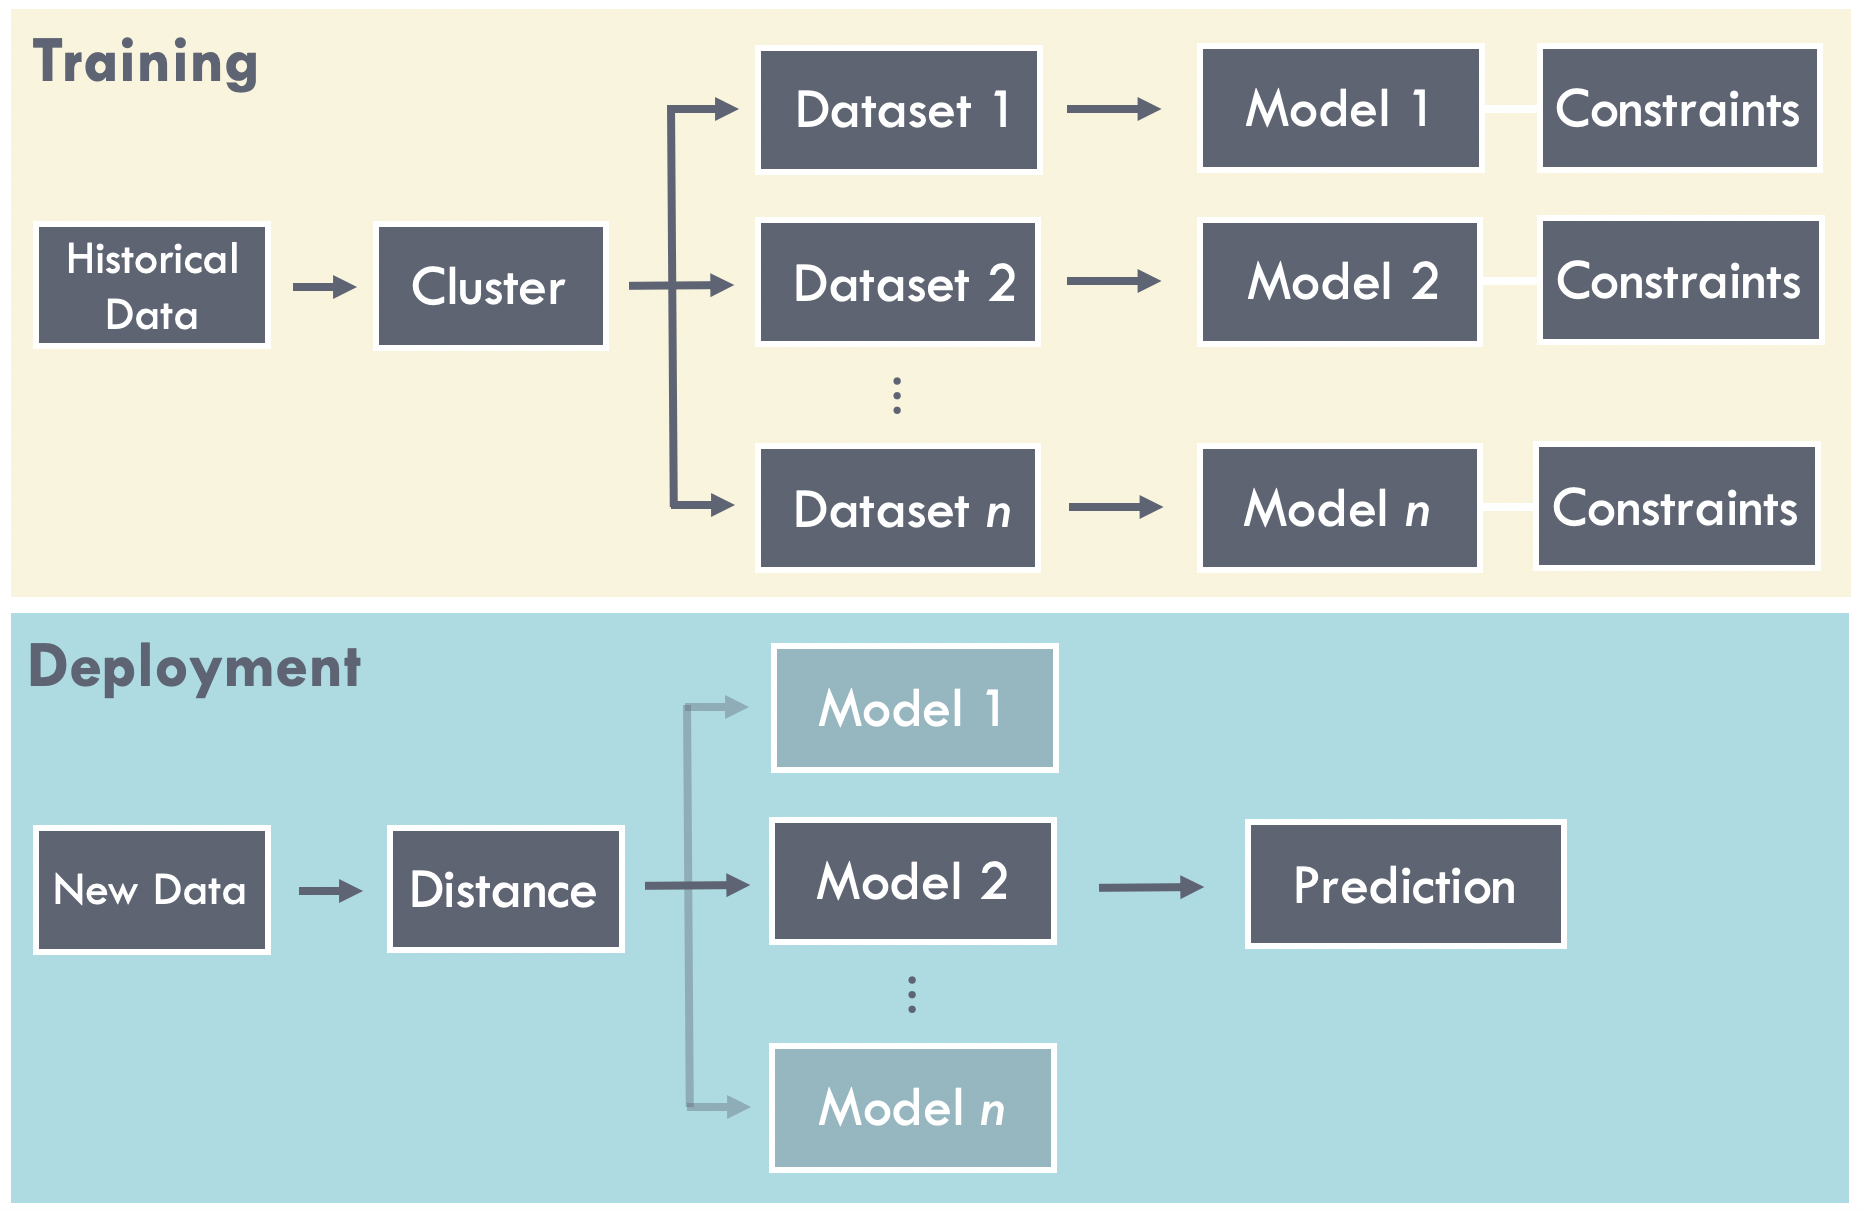 Training
Dataset 1
Model 1
Constraints
Historical
Data
Cluster
Dataset 2
Model 2
Constraints
Dataset n
Model n
Constraints
Deployment
Model 1
New Data
Distance
Model 2
Prediction
Model n